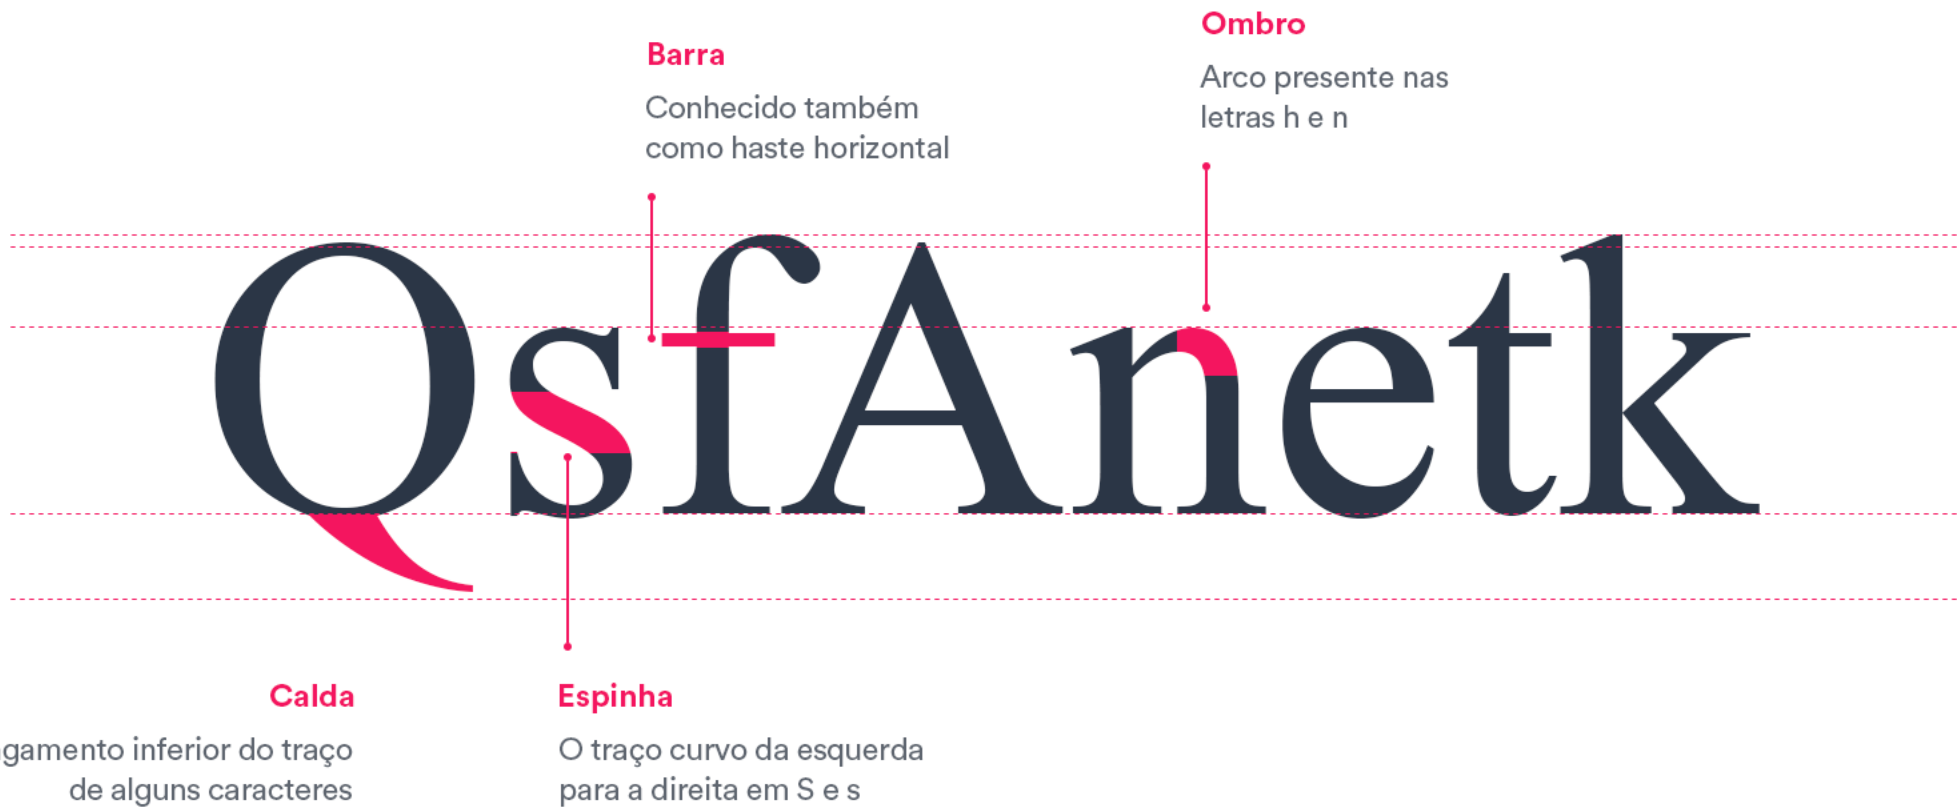 Ombro
Arco presente nas
letras h e n
Barra
Conhecido também
como haste horizontal
QsfAnetk
Calda
gamento inferior do traço
de alguns caracteres
Espinha
O traço curvo da esquerda
para a direita em S e s